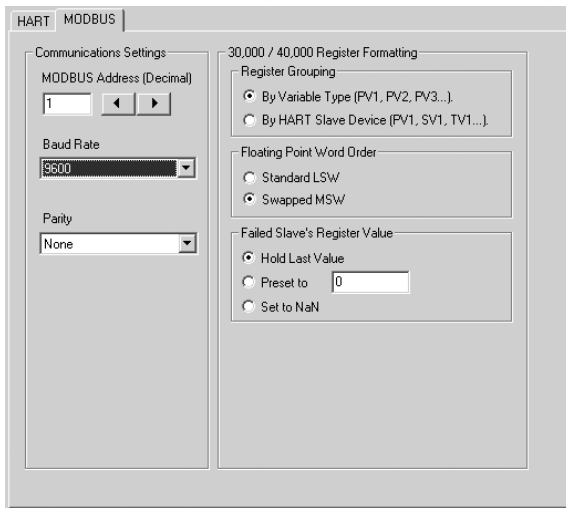 HART MODBUS
Communications Settings
MODBUS Address (Decimal)
1
Baud Rate
9600
Parity
None
30,000 / 40,000 Register Formatting
Register Grouping
By Variable Type (PV1, PV2, PV3...).
By HART Slave Device (PV1, SV1, TV1...).
Floating Point Word Order
Standard LSW
Swapped MSW
Failed Slave's Register Value
Hold Last Value
Preset to 0
Set to NaN